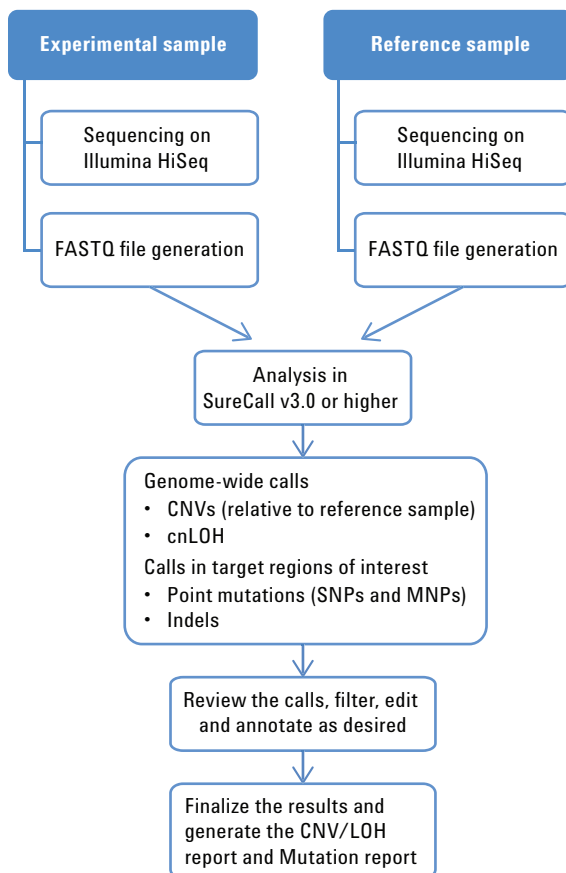 Experimental sample
Reference sample
Sequencing on
Illumina HiSeq
Sequencing on
Illumina HiSeq
FASTQ file generation
FASTQ file generation
Analysis in
SureCall v3.0 or higher
Genome-wide calls
• CNVs (relative to reference sample)
• cnLOH
Calls in target regions of interest
• Point mutations (SNPs and MNPs)
• Indels
Review the calls, filter, edit
and annotate as desired
Finalize the results and
generate the CNV/LOH
report and Mutation report